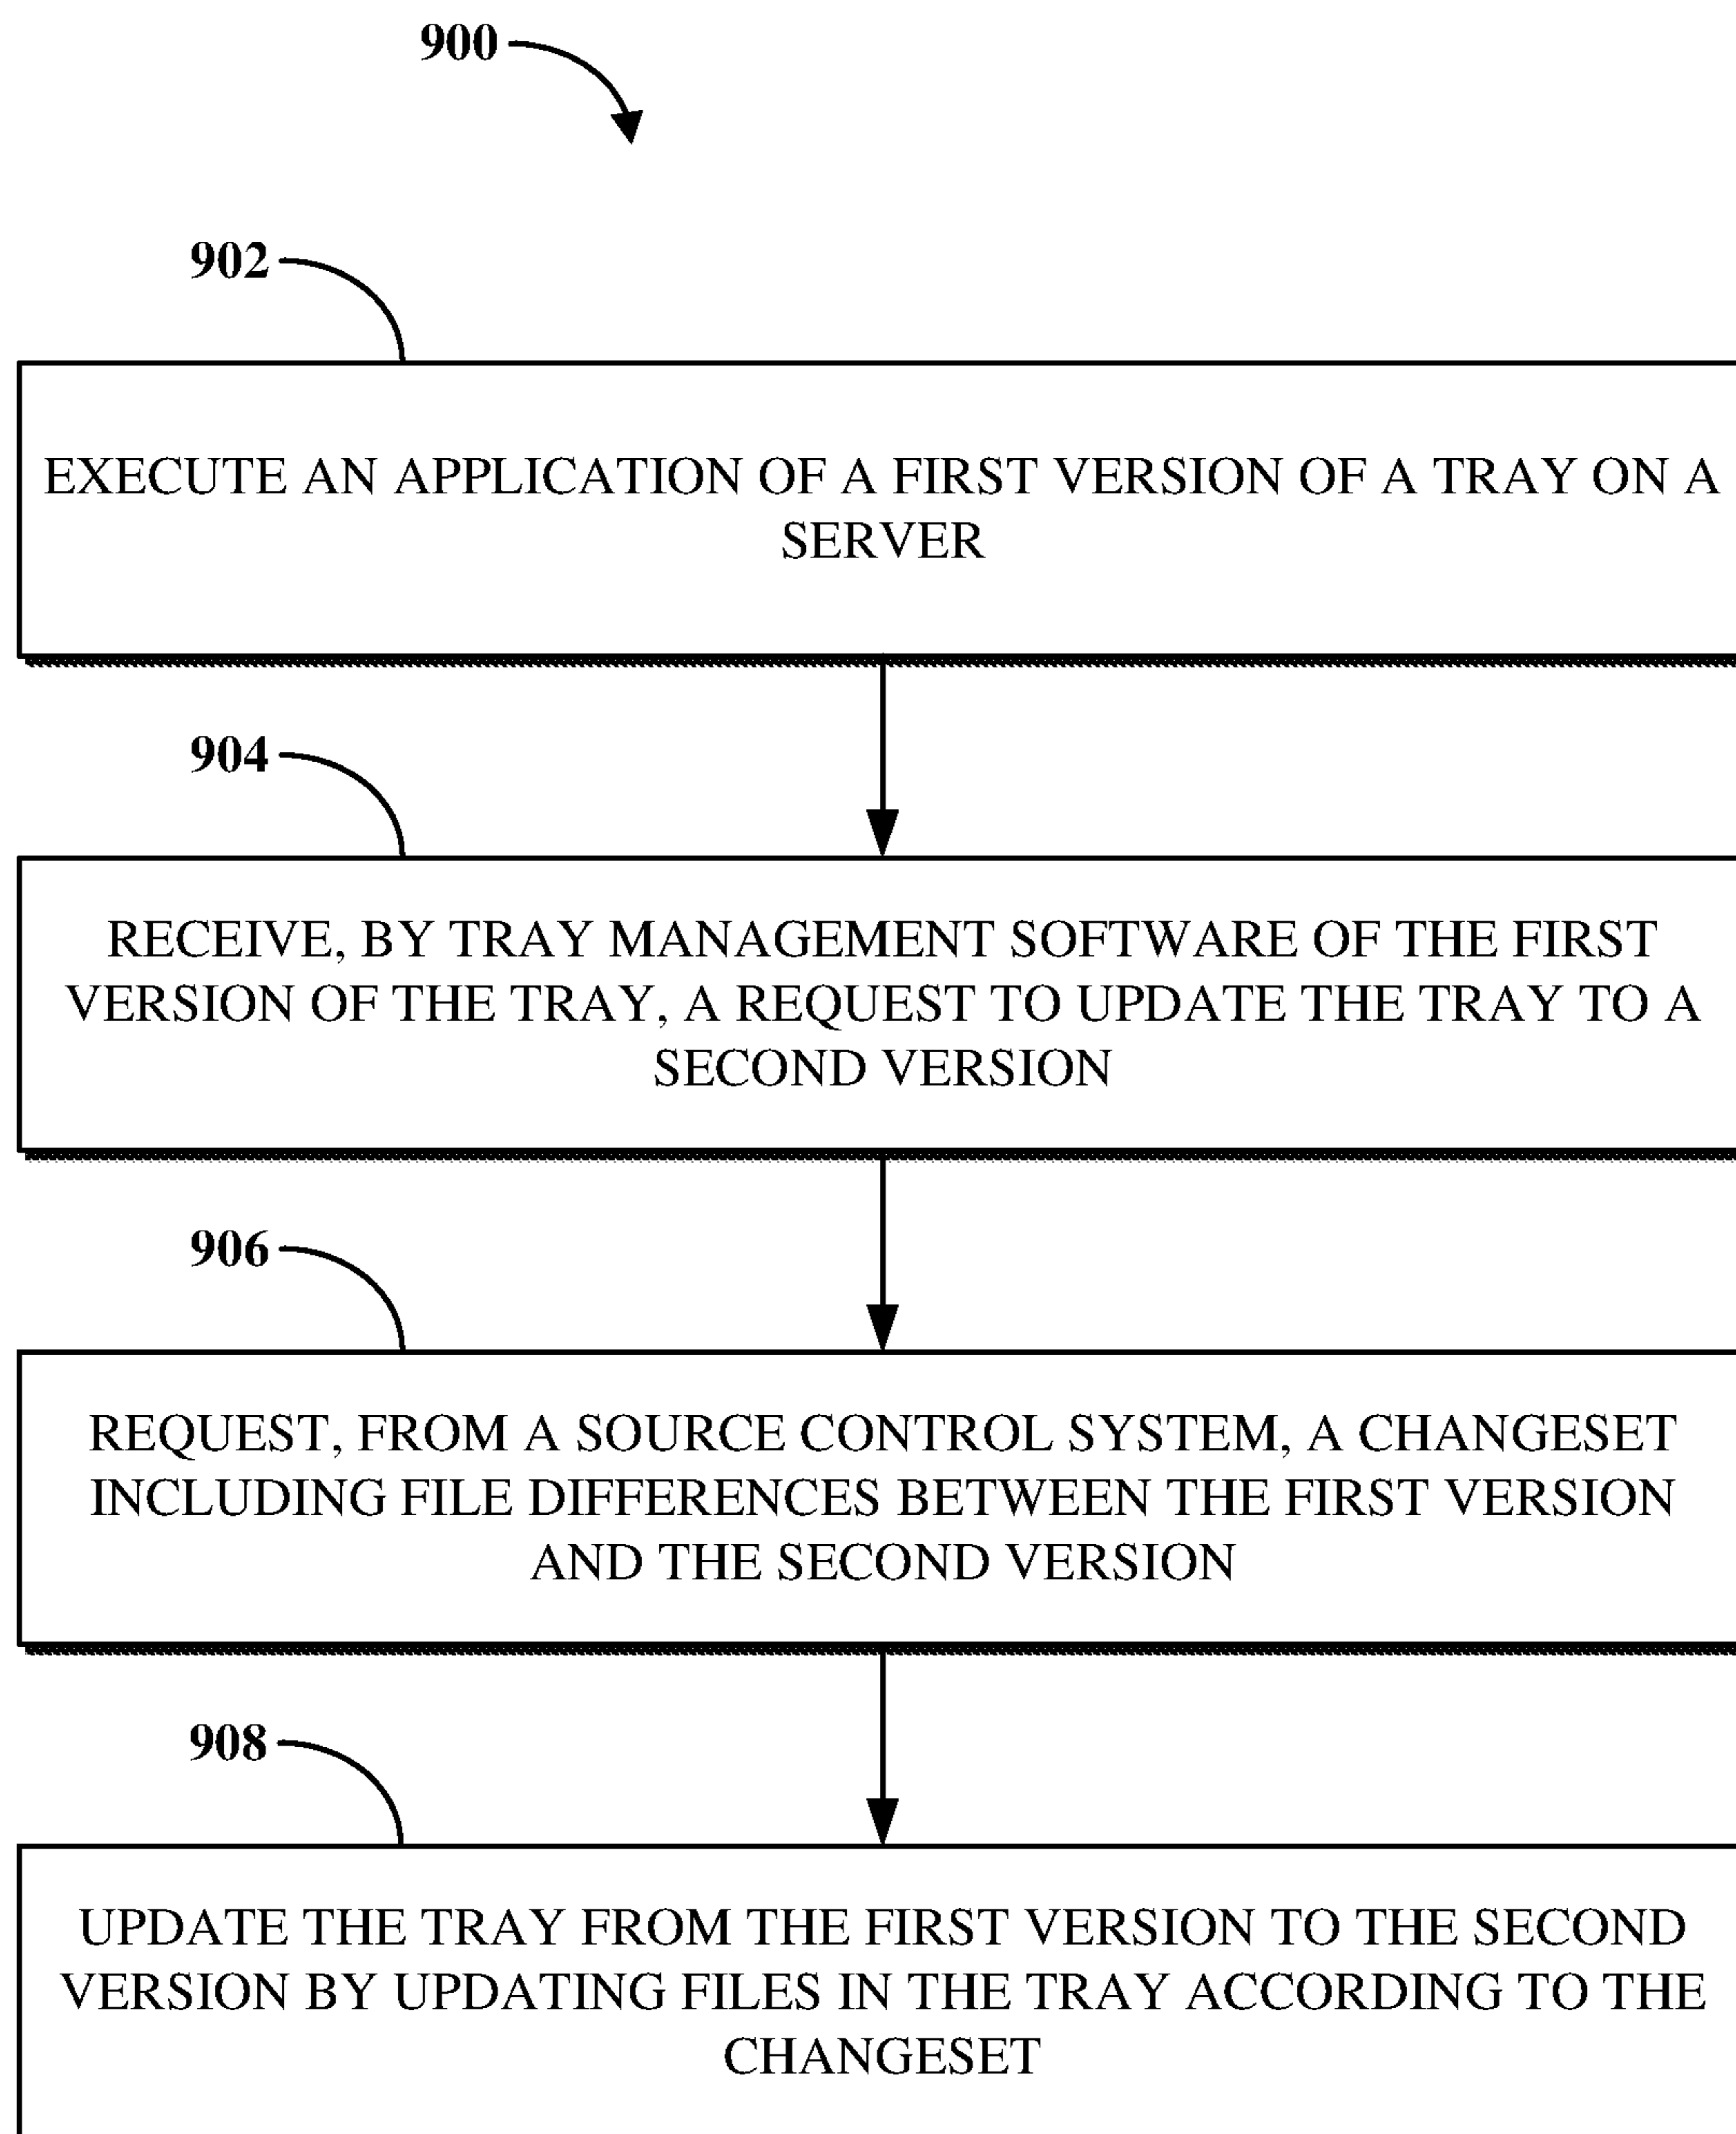 900
902
EXECUTE AN APPLICATION OF A FIRST VERSION OF A TRAY ON A
SERVER
904
RECEIVE, BY TRAY MANAGEMENT SOFTWARE OF THE FIRST
VERSION OF THE TRAY, A REQUEST TO UPDATE THE TRAY TO A
SECOND VERSION
906
REQUEST, FROM A SOURCE CONTROL SYSTEM, A CHANGESET
INCLUDING FILE DIFFERENCES BETWEEN THE FIRST VERSION
AND THE SECOND VERSION
908
UPDATE THE TRAY FROM THE FIRST VERSION TO THE SECOND
VERSION BY UPDATING FILES IN THE TRAY ACCORDING TO THE
CHANGESET